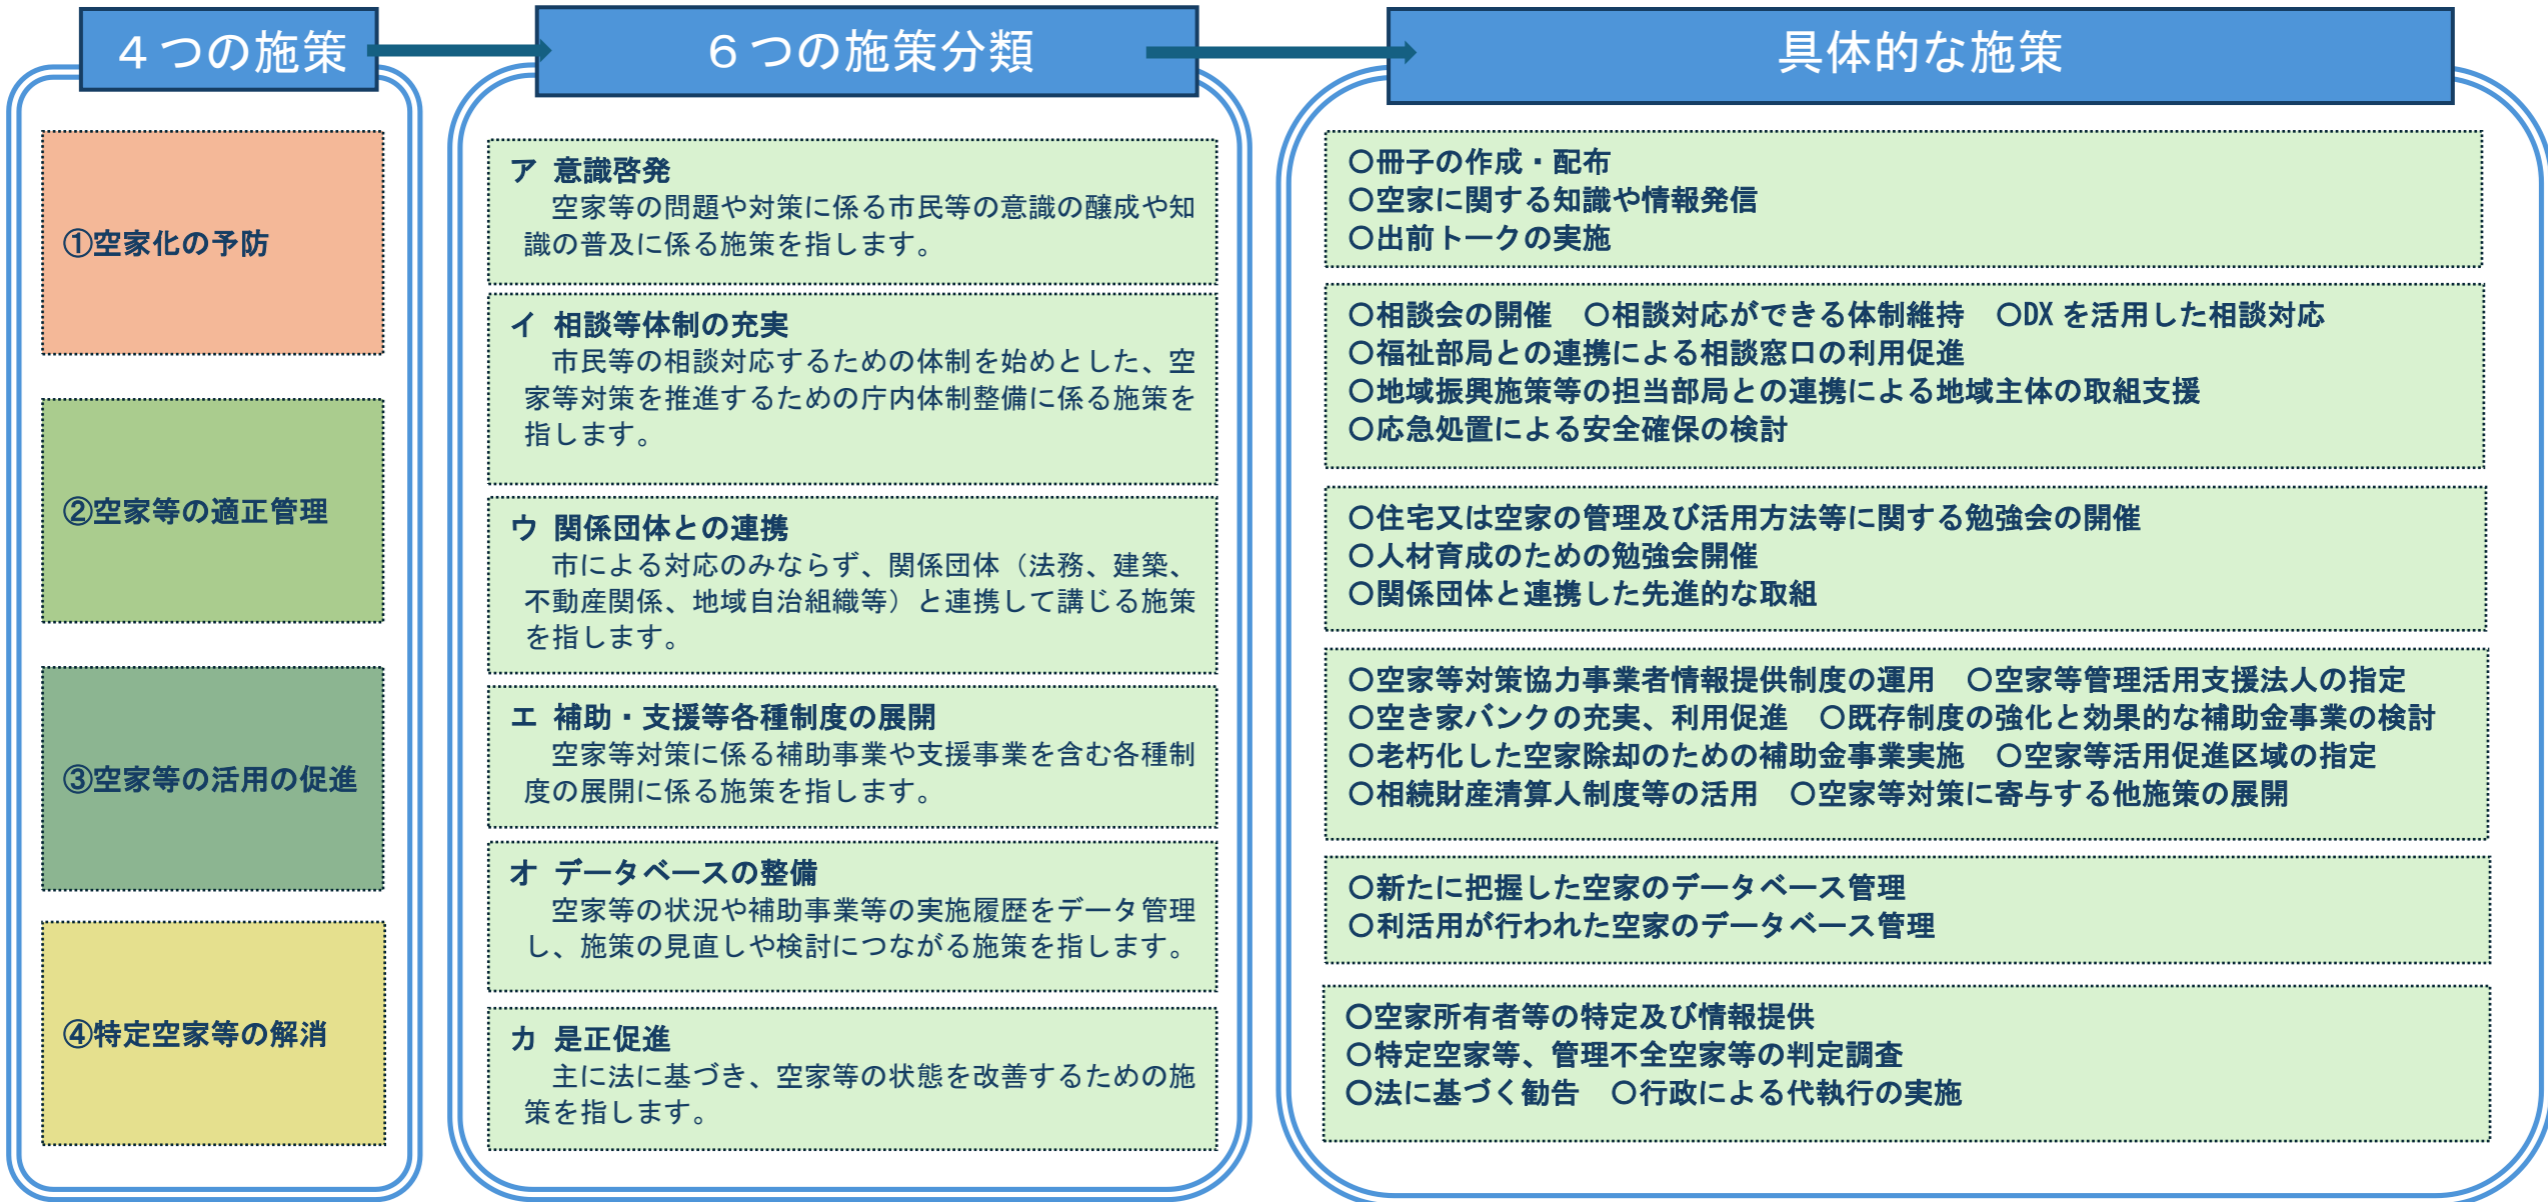 ４つの施策
６つの施策分類
具体的な施策
①空家化の予防
②空家等の適正管理
③空家等の活用の促進
④特定空家等の解消
ア 意識啓発
空家等の問題や対策に係る市民等の意識の醸成や知
識の普及に係る施策を指します。
イ 相談等体制の充実
市民等の相談対応するための体制を始めとした、空
家等対策を推進するための庁内体制整備に係る施策を
指します。
ウ 関係団体との連携
市による対応のみならず、関係団体（法務、建築、
不動産関係、地域自治組織等）と連携して講じる施策
を指します。
エ 補助・支援等各種制度の展開
空家等対策に係る補助事業や支援事業を含む各種制
度の展開に係る施策を指します。
オ データベースの整備
空家等の状況や補助事業等の実施履歴をデータ管理
し、施策の見直しや検討につながる施策を指します。
カ 是正促進
主に法に基づき、空家等の状態を改善するための施
策を指します。
〇冊子の作成・配布
〇空家に関する知識や情報発信
〇出前トークの実施
〇相談会の開催　〇相談対応ができる体制維持　〇DX を活用した相談対応
〇福祉部局との連携による相談窓口の利用促進
〇地域振興施策等の担当部局との連携による地域主体の取組支援
〇応急処置による安全確保の検討
〇住宅又は空家の管理及び活用方法等に関する勉強会の開催
〇人材育成のための勉強会開催
〇関係団体と連携した先進的な取組
〇空家等対策協力事業者情報提供制度の運用　〇空家等管理活用支援法人の指定
〇空き家バンクの充実、利用促進　〇既存制度の強化と効果的な補助金事業の検討
〇老朽化した空家除却のための補助金事業実施　〇空家等活用促進区域の指定
〇相続財産清算人制度等の活用　〇空家等対策に寄与する他施策の展開
〇新たに把握した空家のデータベース管理
〇利活用が行われた空家のデータベース管理
〇空家所有者等の特定及び情報提供
〇特定空家等、管理不全空家等の判定調査
〇法に基づく勧告　〇行政による代執行の実施